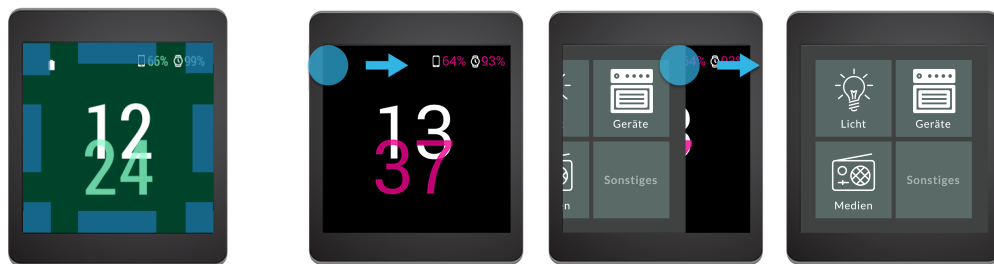 66% 99%
12
24
64% 93%
13
37
Geräte
Sonstiges
Licht
Geräte
Medien
Sonstiges